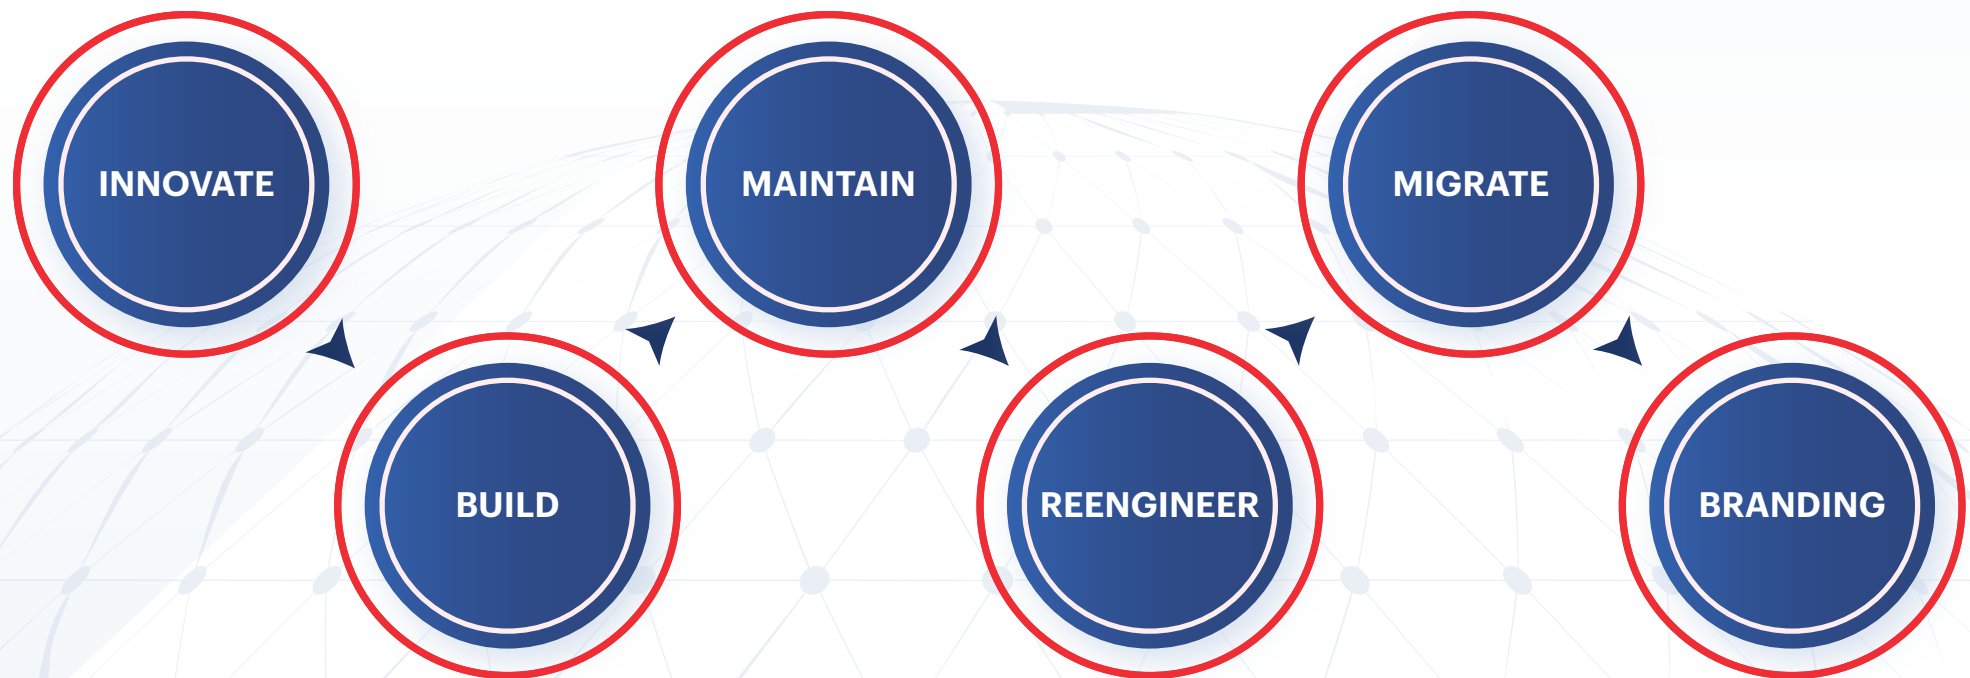 INNOVATE
BUILD
MAINTAIN
REENGINEER
MIGRATE
BRANDING